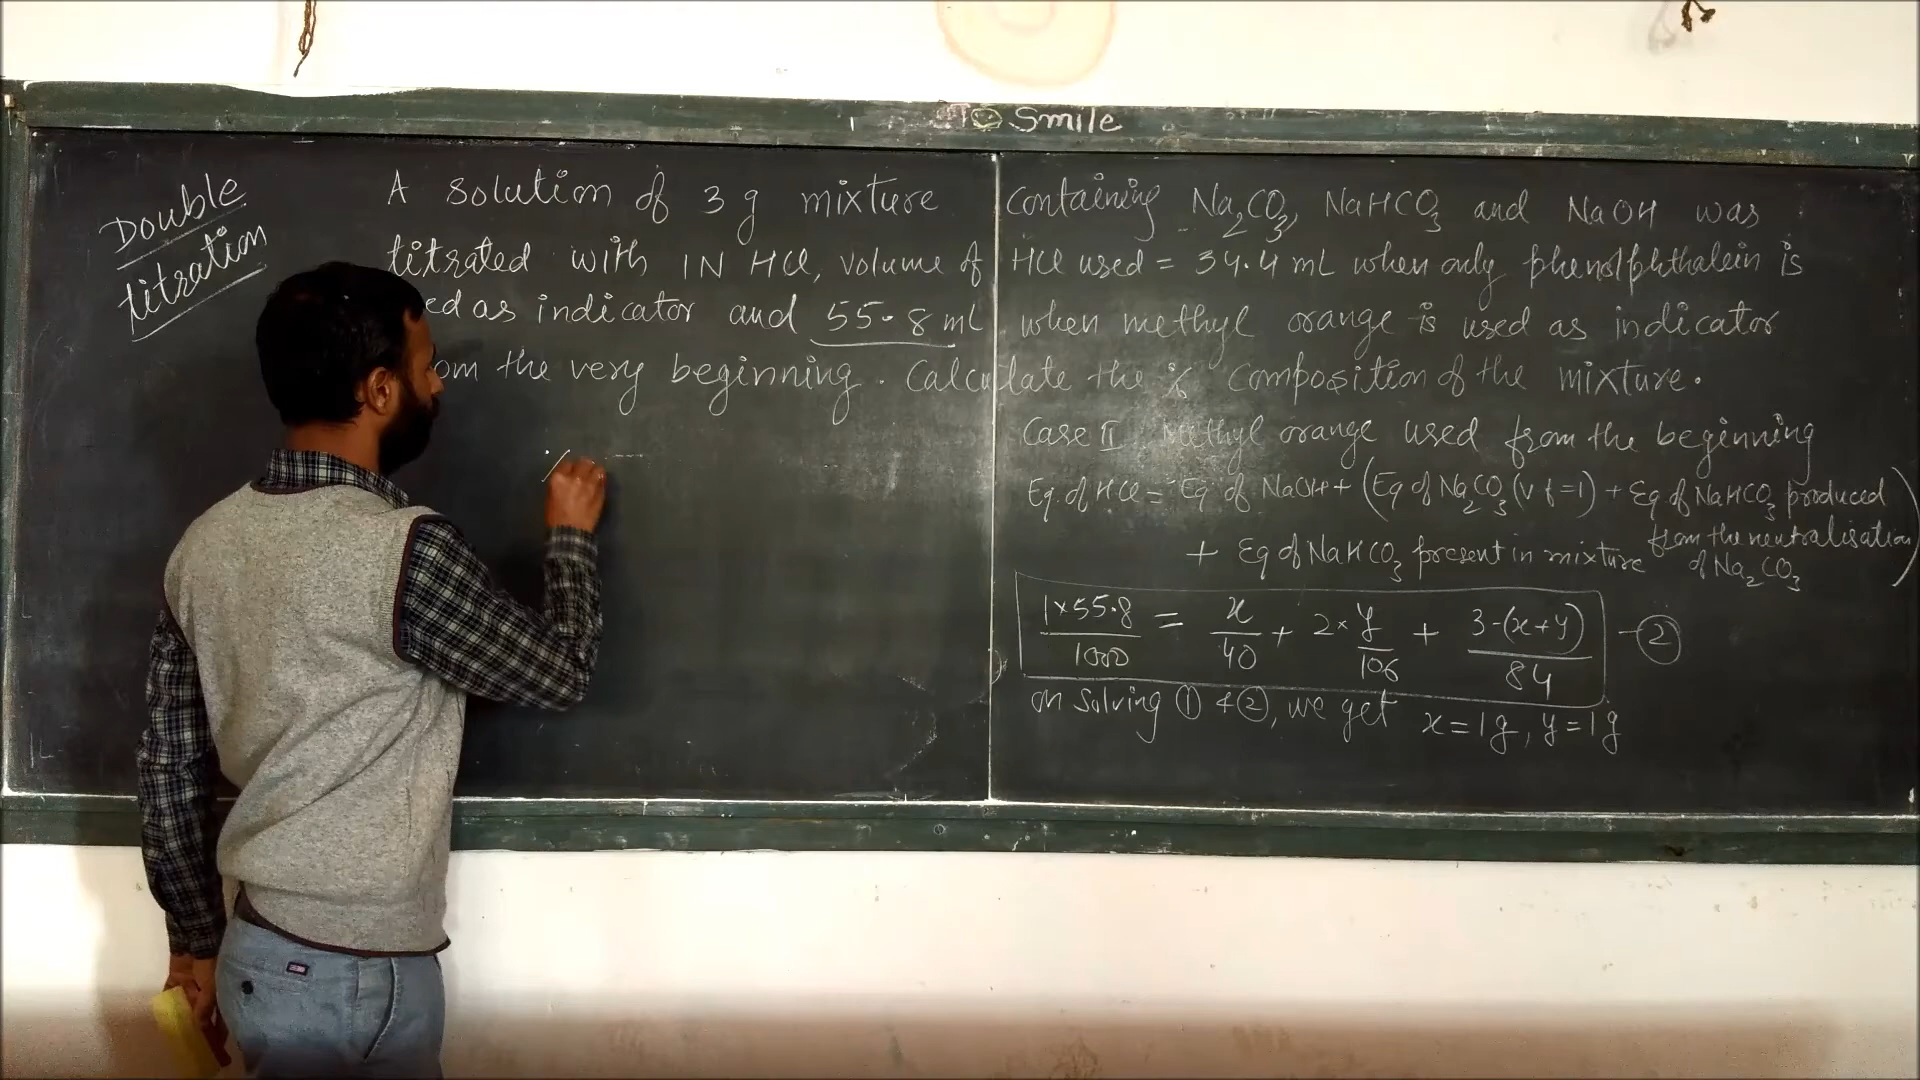 Smile
Double
titration
A solution of 3 g mixture containing Na₂CO₃, NaHCO₃ and NaOH was
titrated with 1N HCl, volume of HCl used = 34.4 mL when only phenolphthalein is
ed as indicator and 55.8 mL when methyl orange is used as indicator
om the very beginning. Calculate the % composition of the mixture.
Case II Methyl orange used from the beginning
Eq. of HCl = Eq of NaOH + (Eq of Na₂CO₃ (v f=1) + Eq of NaHCO₃ produced
from the neutralisation
+ Eq of NaHCO₃ present in mixture of Na₂CO₃)
1×55.8/1000 = x/40 + 2×y/106 + 3-(x+y)/84 - ②
on solving ① & ②, we get x=1g, y=1g